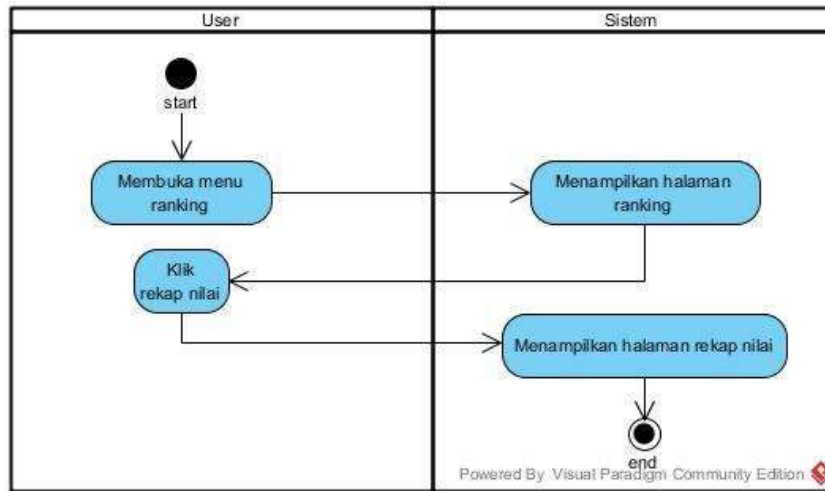 User
Sistem
start
Membuka menu
ranking
Menampilkan halaman
ranking
Klik
rekap nilai
Menampilkan halaman rekap nilai
end
Powered By Visual Paradigm Community Edition